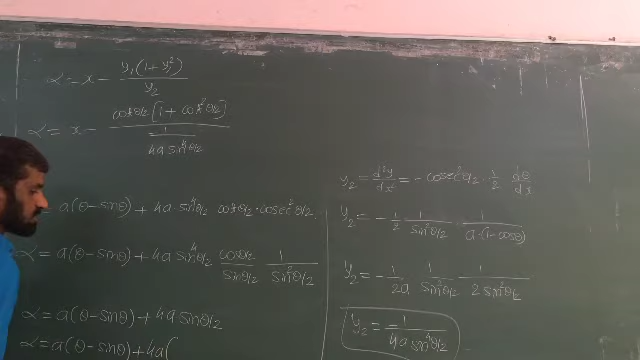 α = x - y₁(1+y₁²)/y₂
α = x - cotθ/2 [1 + cot²θ/2] / (1/(4a sin⁴θ/2))
= a(θ-sinθ) + 4a sin⁴θ/2 cotθ/2 · cosec²θ/2
α = a(θ-sinθ) + 4a sin⁴θ/2 (cosθ/2)/(sinθ/2) · 1/(sin²θ/2)
α = a(θ-sinθ) + 4a sinθ/2
α = a(θ-sinθ) + 4a(
y₂ = d²y/dx² = -cosec²θ/2 · 1/2 · dθ/dx
y₂ = -1/2 · 1/(sin²θ/2) · 1/(a·(1-cosθ))
y₂ = -1/(2a) · 1/(sin²θ/2) · 1/(2 sin²θ/2)
y₂ = -1/(4a sin⁴θ/2)